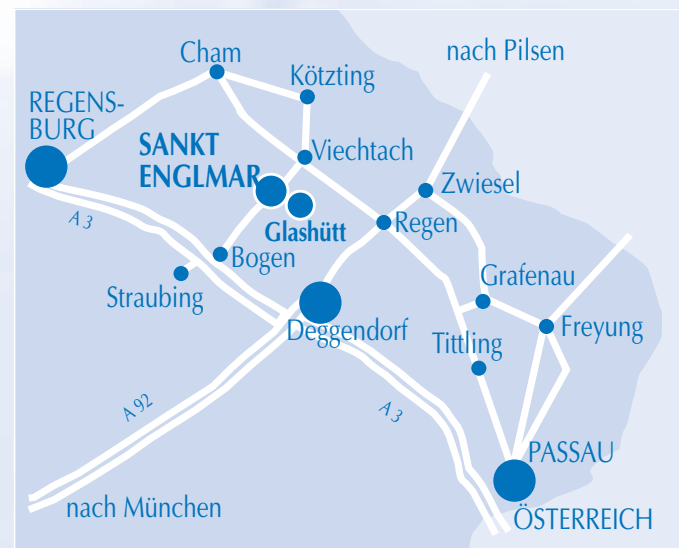 nach Pilsen
Cham
Kötzting
REGENS-
BURG
SANKT
ENGLMAR
Viechtach
Zwiesel
A 3
Glashütt
Regen
Bogen
Straubing
Grafenau
Deggendorf
Tittling
Freyung
A 92
A 3
PASSAU
nach München
ÖSTERREICH